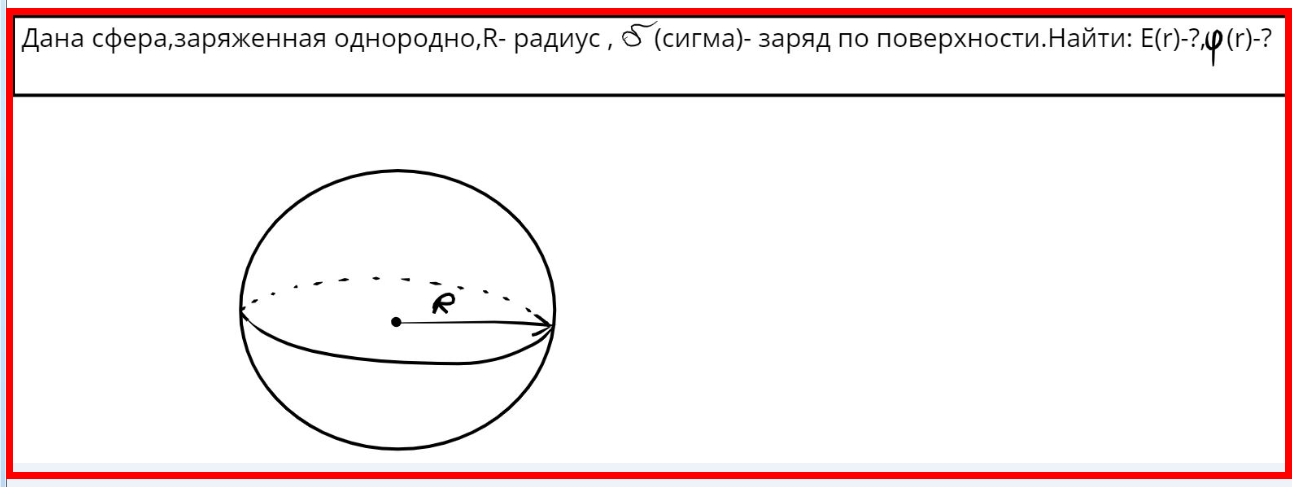 Дана сфера,заряженная однородно,R- радиус , σ (сигма)- заряд по поверхности.Найти: E(r)-?,φ(r)-?
R